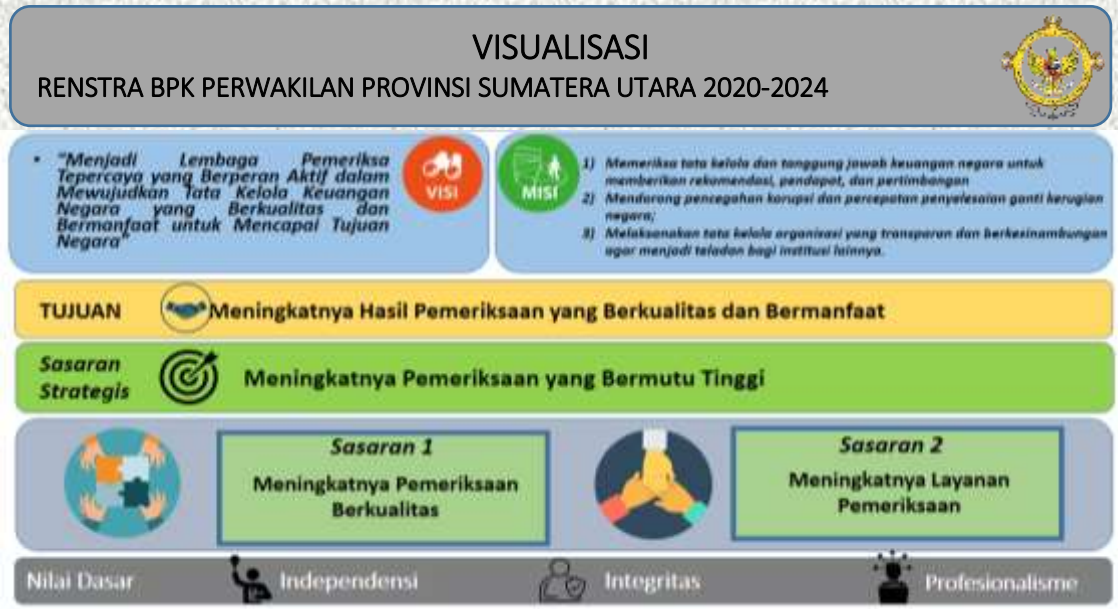 VISUALISASI
RENSTRA BPK PERWAKILAN PROVINSI SUMATERA UTARA 2020-2024
• "Menjadi Lembaga Pemeriksa
Tepercaya yang Berperan Aktif dalam
Mewujudkan Tata Kelola Keuangan
Negara yang Berkualitas dan
Bermanfaat untuk Mencapai Tujuan
Negara"
VISI
MISI
1) Memeriksa tata kelola dan tanggung jawab keuangan negara untuk
memberikan rekomendasi, pendapat, dan pertimbangan
2) Mendorong pencegahan korupsi dan percepatan penyelesaian ganti kerugian
negara;
3) Melaksanakan tata kelola organisasi yang transparan dan berkesinambungan
agar menjadi teladan bagi institusi lainnya.
TUJUAN
Meningkatnya Hasil Pemeriksaan yang Berkualitas dan Bermanfaat
Sasaran
Strategis
Meningkatnya Pemeriksaan yang Bermutu Tinggi
Sasaran 1
Meningkatnya Pemeriksaan
Berkualitas
Sasaran 2
Meningkatnya Layanan
Pemeriksaan
Nilai Dasar
Independensi
Integritas
Profesionalisme